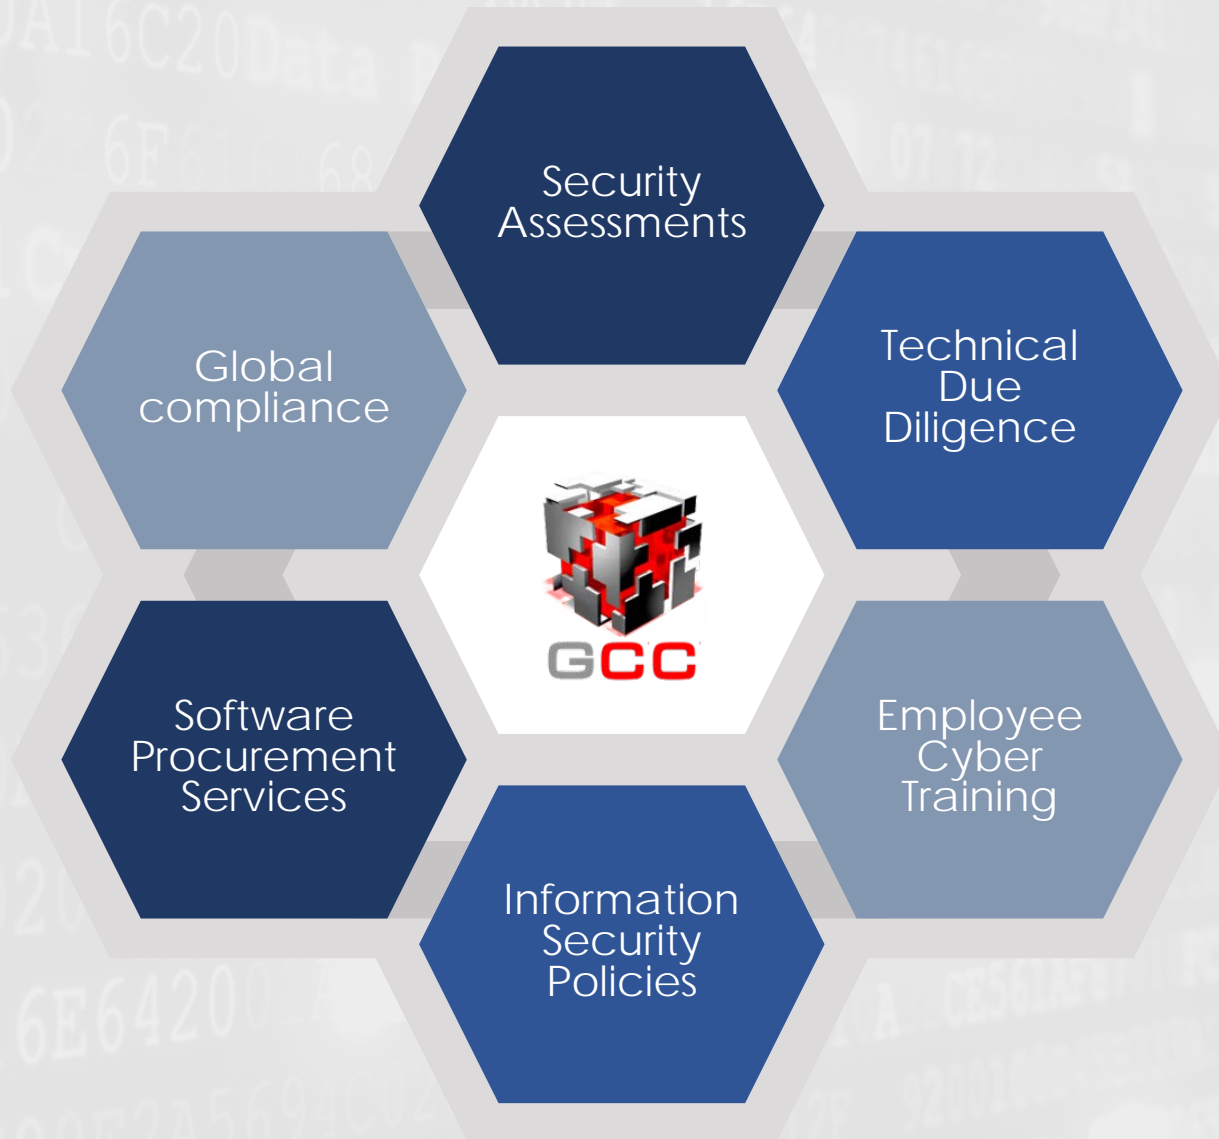 Security
Assessments
Technical
Due
Diligence
Global
compliance
GCC
Software
Procurement
Services
Employee
Cyber
Training
Information
Security
Policies